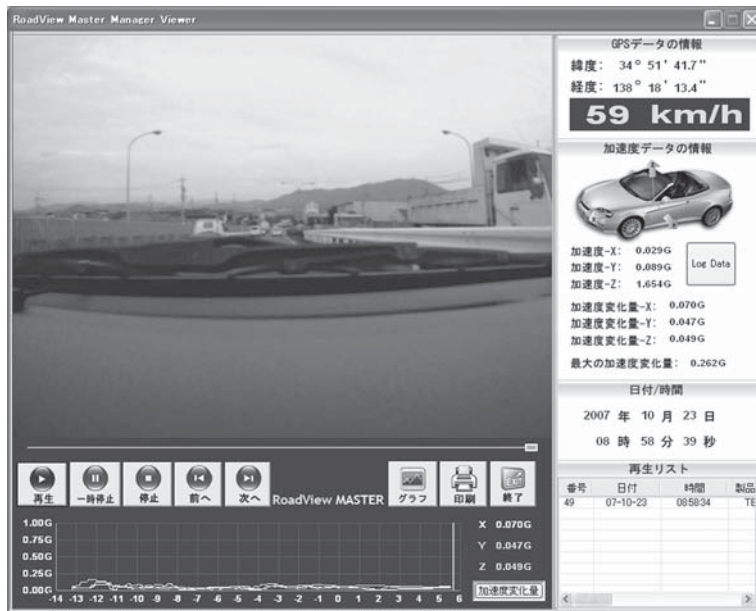 RoadView Master Manager Viewer
GPSデータの情報
緯度: 34° 51' 41.7"
経度: 138° 18' 13.4"
59 km/h
加速度データの情報
加速度-X: 0.029G
加速度-Y: 0.089G
加速度-Z: 1.654G
Log Data
加速度変化量-X: 0.070G
加速度変化量-Y: 0.047G
加速度変化量-Z: 0.049G
最大の加速度変化量: 0.262G
日付/時間
2007 年 10 月 23 日
08 時 58 分 39 秒
再生リスト
番号 日付 時間 製品
49 07-10-23 08:58:34 TE
再生 一時停止 停止 前へ 次へ RoadView MASTER グラフ 印刷 終了
EXIT
1.00G
0.75G
0.50G
0.25G
0.00G
-14 -13 -12 -11 -10 -9 -8 -7 -6 -5 -4 -3 -2 -1 0 1 2 3 4 5 6
X 0.070G
Y 0.047G
Z 0.049G
加速度変化量